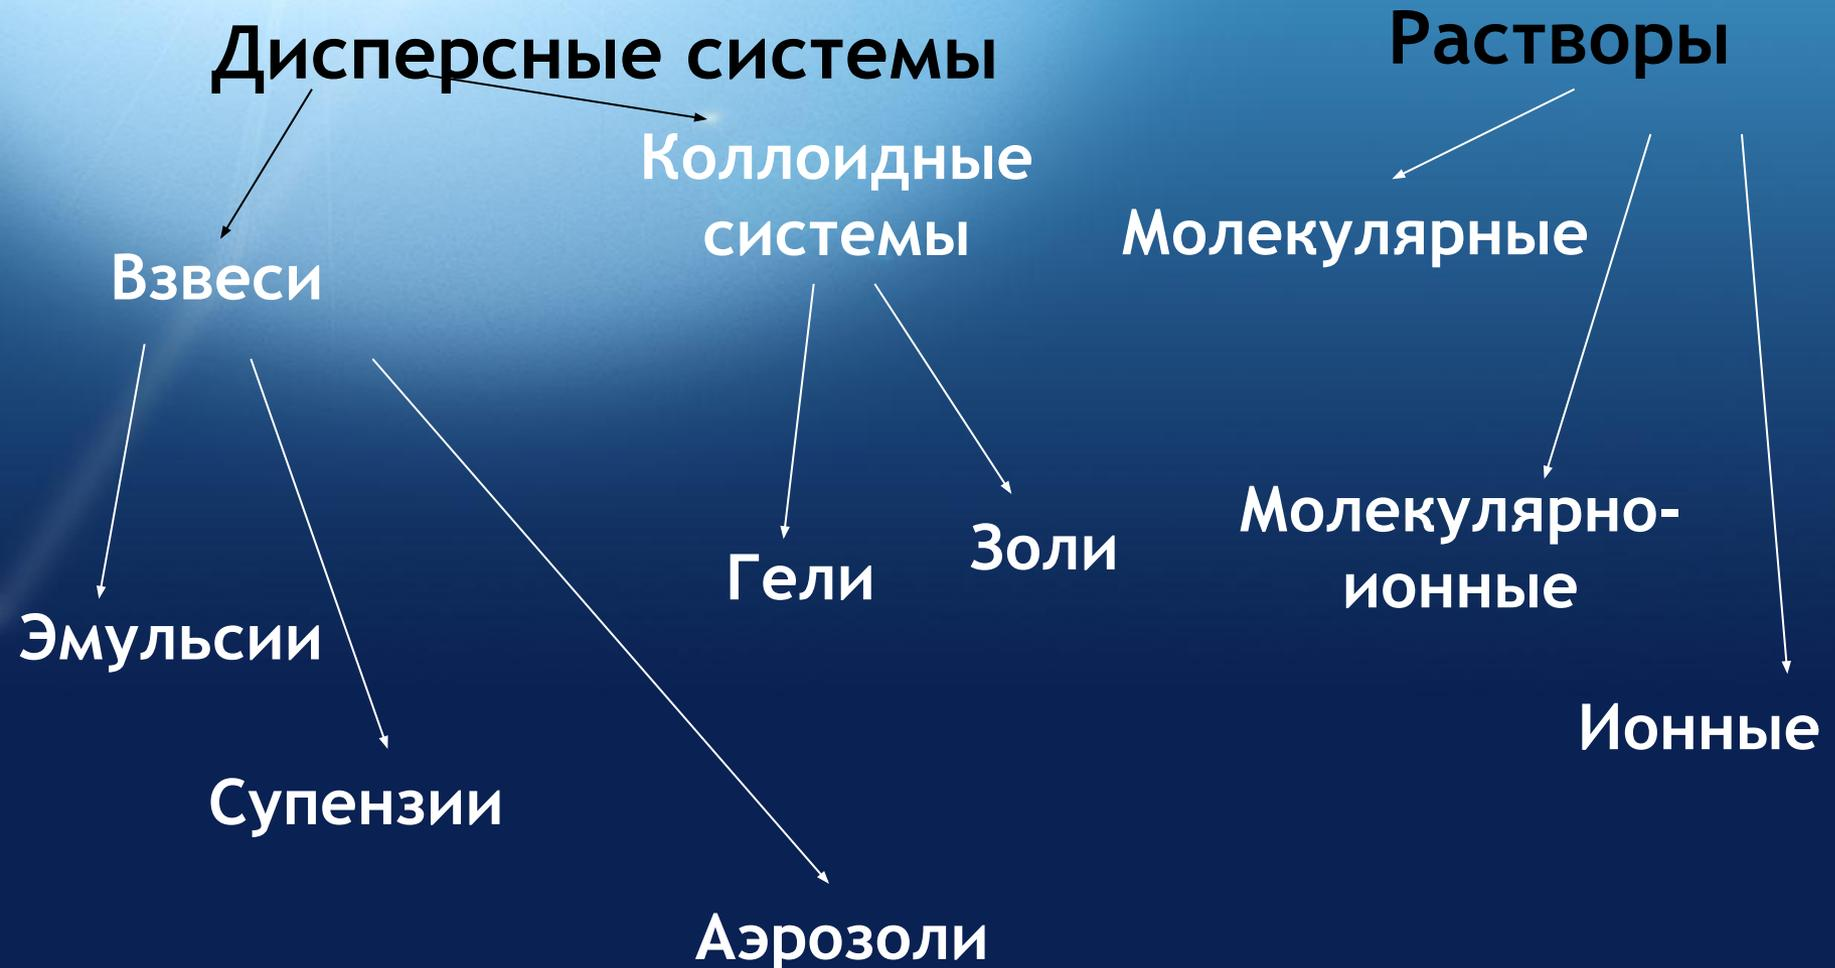 Дисперсные системы
Растворы
Коллоидные
системы
Молекулярные
Взвеси
Молекулярно-
ионные
Золи
Гели
Эмульсии
Ионные
Супензии
Аэрозоли